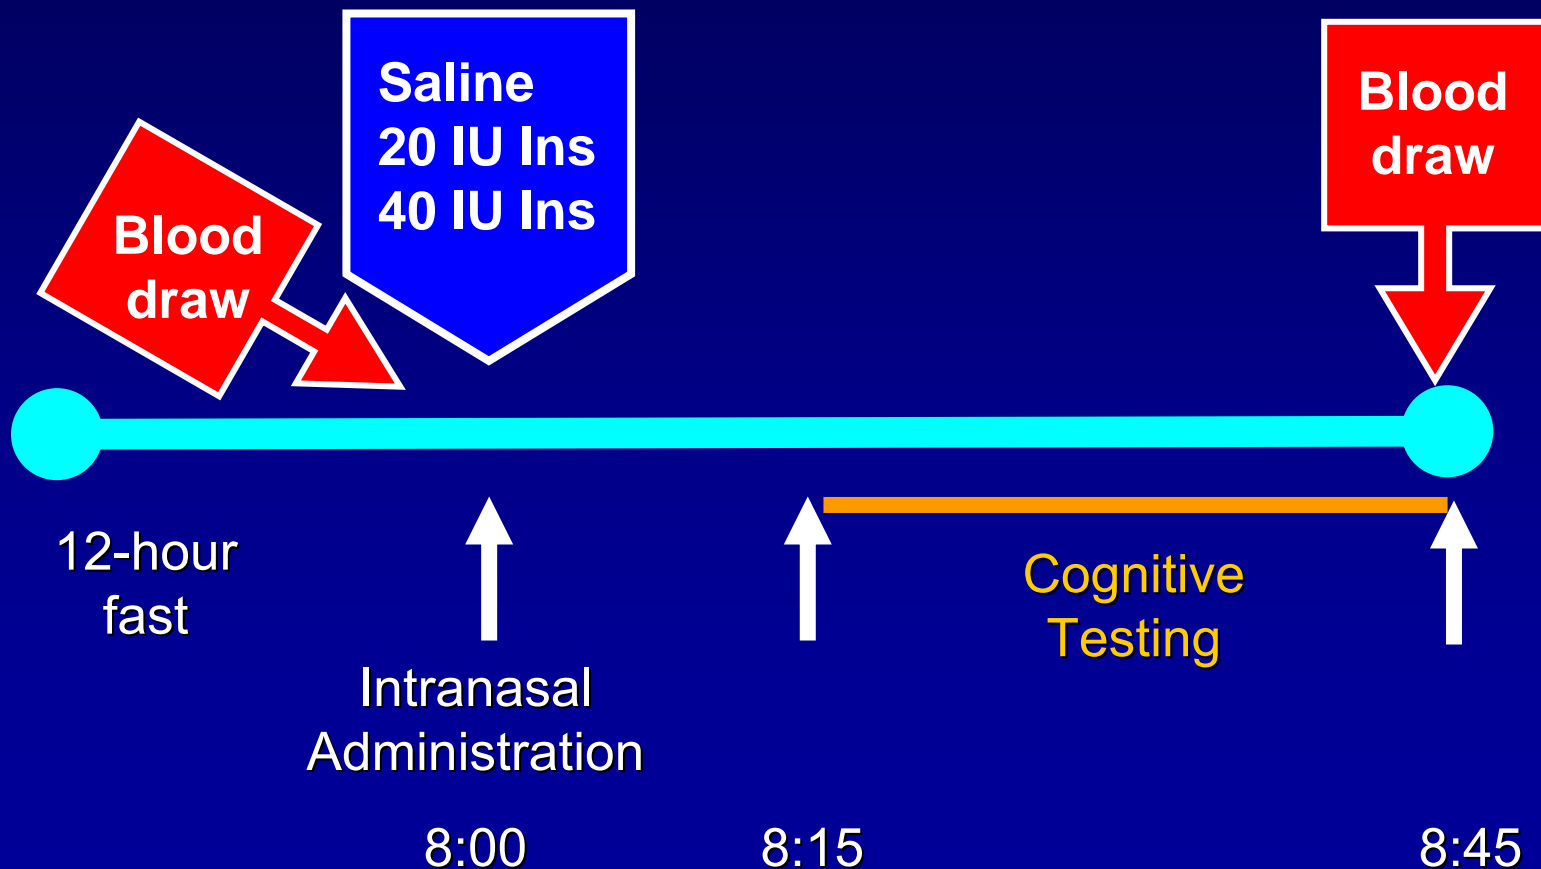 Saline
20 IU Ins
40 IU Ins
Blood
draw
Blood
draw
12-hour
fast
Intranasal
Administration
Cognitive
Testing
8:00
8:15
8:45